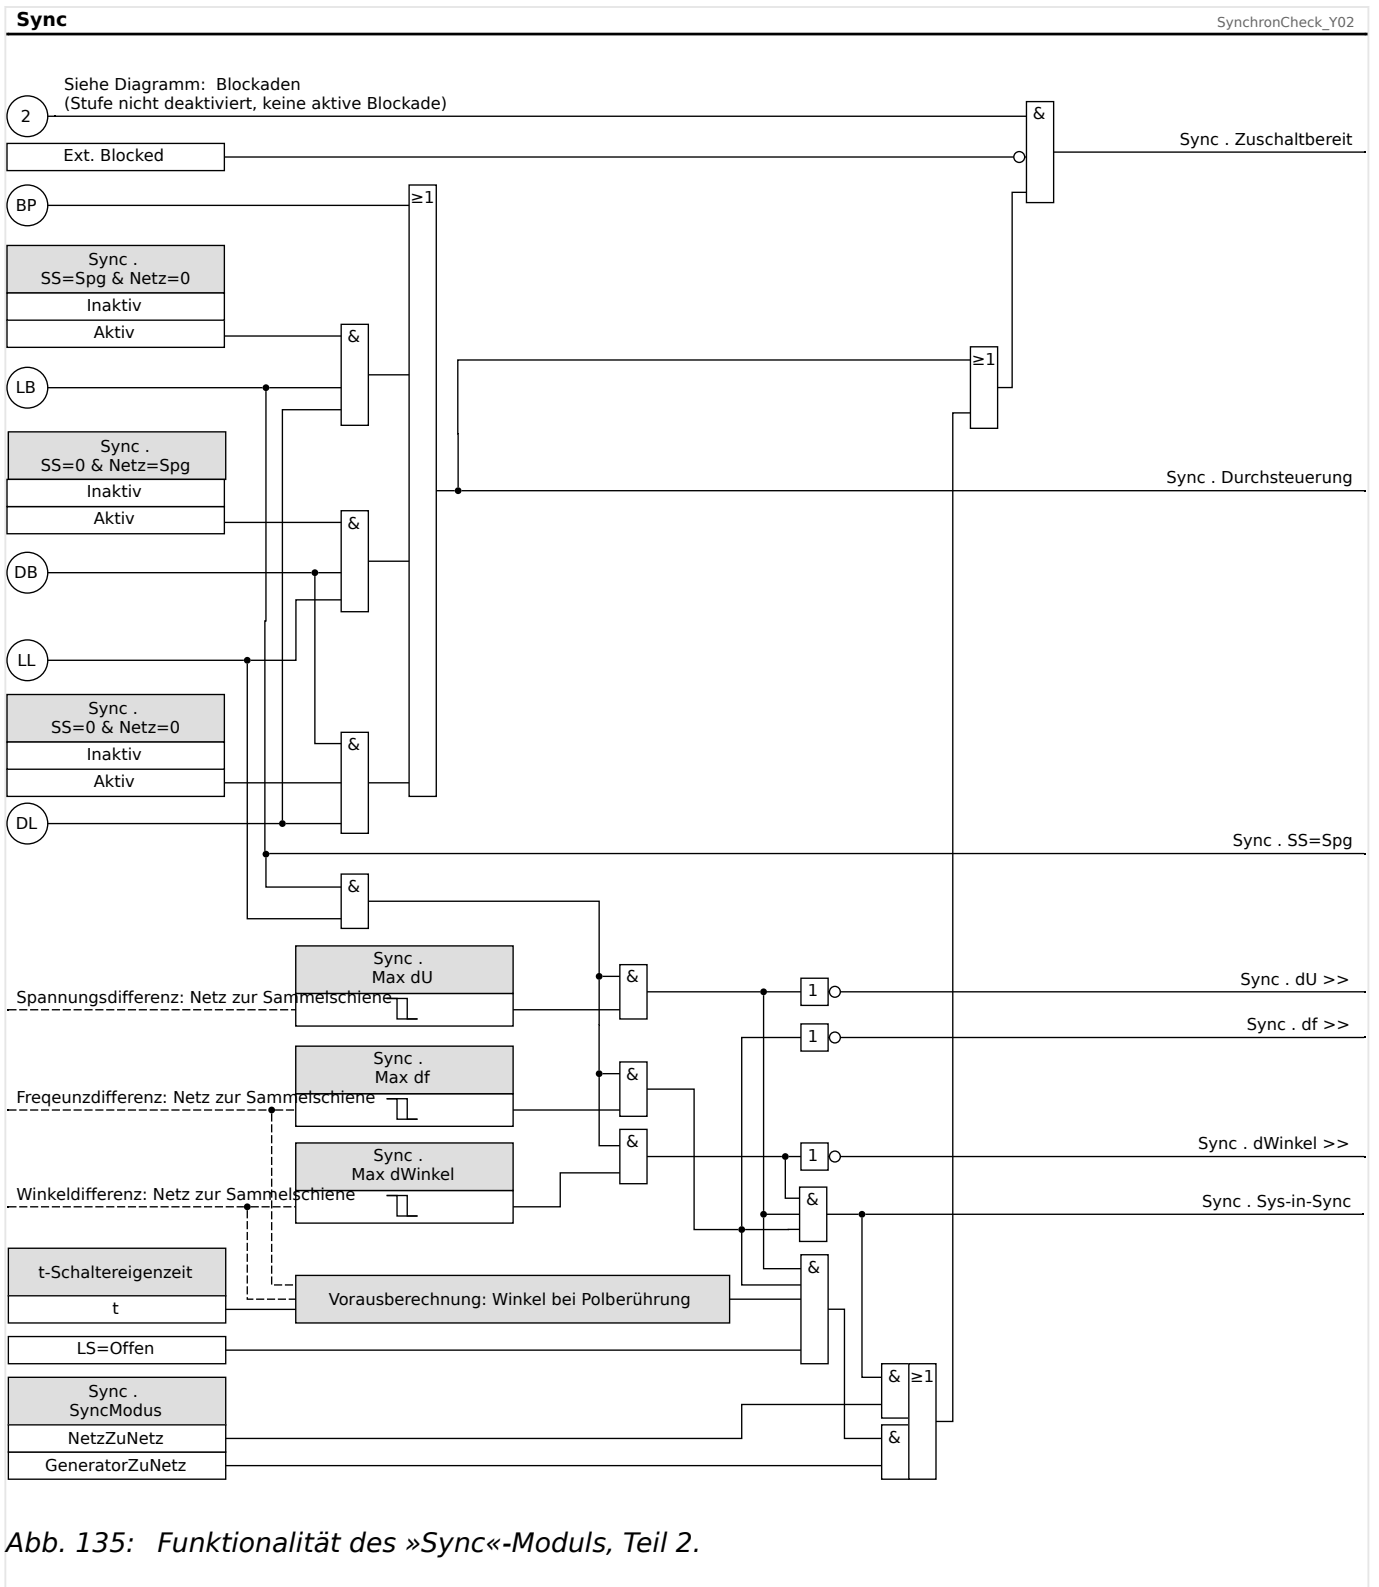 Sync
SynchronCheck_Y02
Siehe Diagramm: Blockaden
(Stufe nicht deaktiviert, keine aktive Blockade)
2
&
Sync . Zuschaltbereit
Ext. Blocked
BP
≥1
Sync .
SS=Spg & Netz=0
Inaktiv
Aktiv
&
≥1
LB
Sync .
SS=0 & Netz=Spg
Inaktiv
Aktiv
&
Sync . Durchsteuerung
DB
LL
Sync .
SS=0 & Netz=0
Inaktiv
Aktiv
&
DL
Sync . SS=Spg
&
Sync .
Max dU
Spannungsdifferenz: Netz zur Sammelschiene
&
1
Sync . dU >>
1
Sync . df >>
Sync .
Max df
Freqeunzdifferenz: Netz zur Sammelschiene
&
Sync .
Max dWinkel
Winkeldifferenz: Netz zur Sammelschiene
&
1
Sync . dWinkel >>
&
Sync . Sys-in-Sync
t-Schaltereigenzeit
t
Vorausberechnung: Winkel bei Polberührung
&
LS=Offen
Sync .
SyncModus
NetzZuNetz
GeneratorZuNetz
&
≥1
&
Abb. 135: Funktionalität des »Sync«-Moduls, Teil 2.